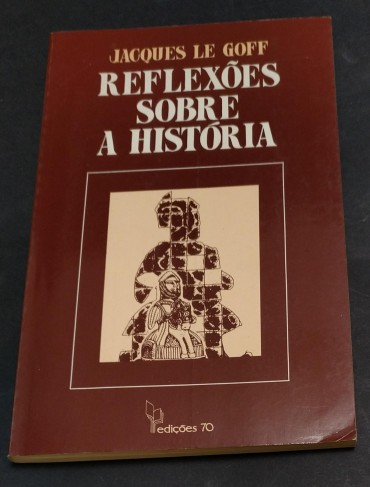 JACQUES LE GOFF
REFLEXÕES
SOBRE
A HISTÓRIA
edições 70